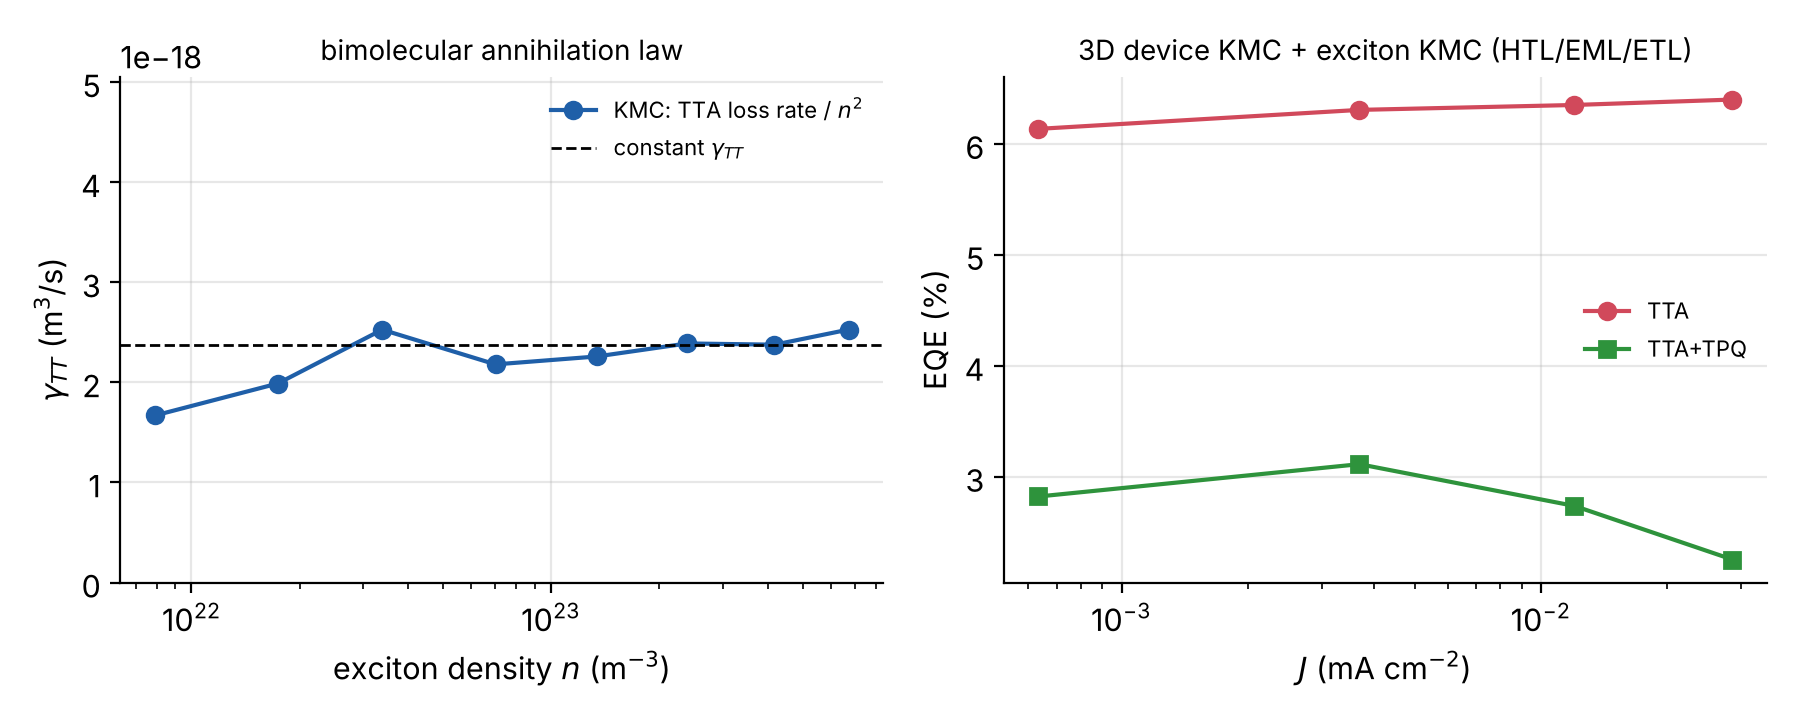 bimolecular annihilation law
1e−18
5
4
3
2
1
0
γTT (m³/s)
KMC: TTA loss rate / n²
constant γTT
10²²
10²³
exciton density n (m⁻³)
3D device KMC + exciton KMC (HTL/EML/ETL)
6
5
4
3
EQE (%)
TTA
TTA+TPQ
10⁻³
10⁻²
J (mA cm⁻²)